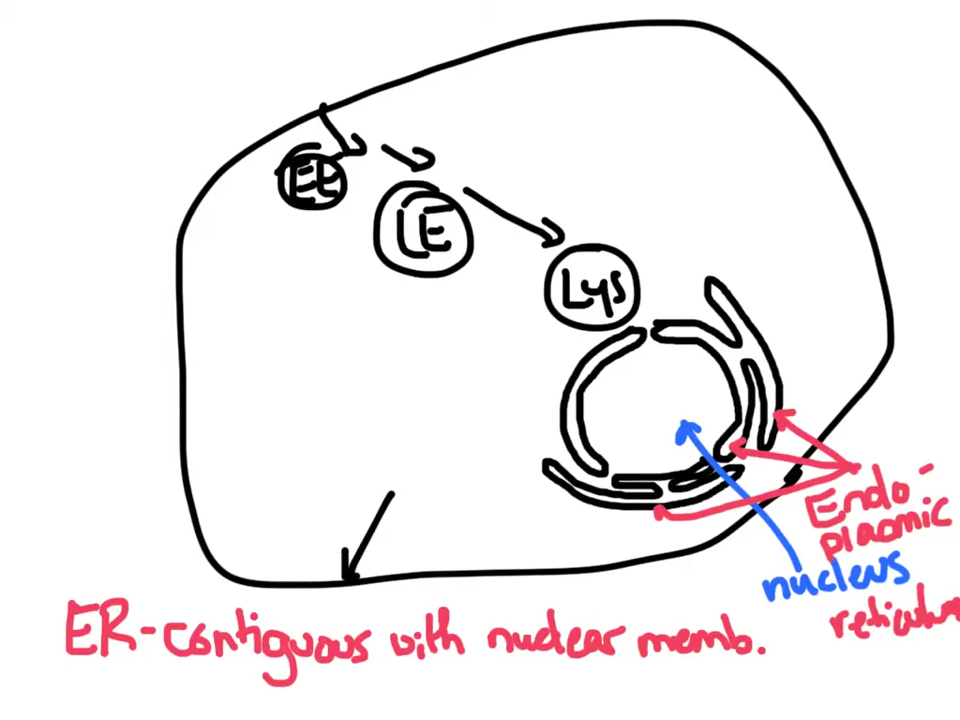 EE
LE
Lys
Endo-
plasmic
reticulum
nucleus
ER-contiguous with nuclear memb.